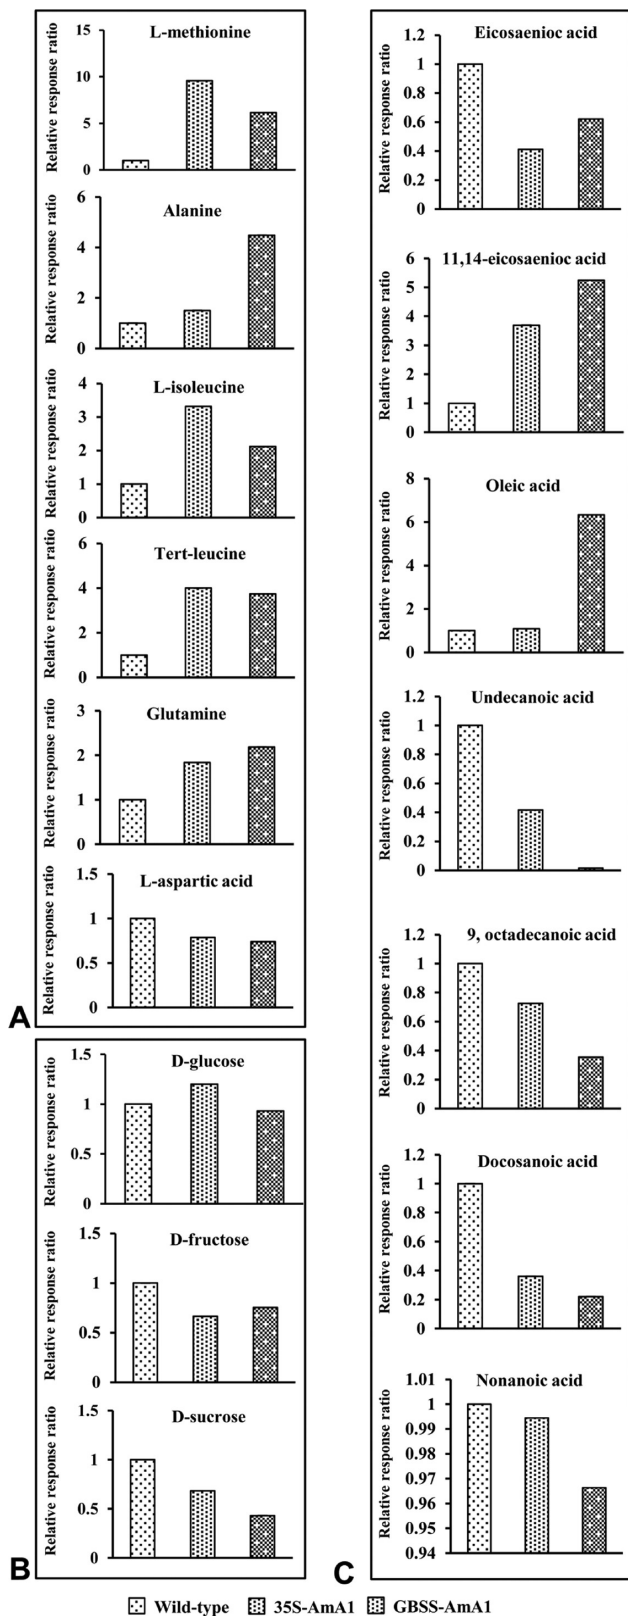 L-methionine
Relative response ratio
15
10
5
0
Alanine
Relative response ratio
6
4
2
0
L-isoleucine
Relative response ratio
4
3
2
1
0
Tert-leucine
Relative response ratio
6
4
2
0
Glutamine
Relative response ratio
3
2
1
0
L-aspartic acid
Relative response ratio
1.5
1
0.5
0
A
D-glucose
Relative response ratio
1.5
1
0.5
0
D-fructose
Relative response ratio
1.5
1
0.5
0
D-sucrose
Relative response ratio
1.5
1
0.5
0
B
Eicosaenioc acid
Relative response ratio
1.2
1
0.8
0.6
0.4
0.2
0
11,14-eicosaenioc acid
Relative response ratio
6
5
4
3
2
1
0
Oleic acid
Relative response ratio
8
6
4
2
0
Undecanoic acid
Relative response ratio
1.2
1
0.8
0.6
0.4
0.2
0
9, octadecanoic acid
Relative response ratio
1.2
1
0.8
0.6
0.4
0.2
0
Docosanoic acid
Relative response ratio
1.2
1
0.8
0.6
0.4
0.2
0
Nonanoic acid
Relative response ratio
1.01
1
0.99
0.98
0.97
0.96
0.95
0.94
C
Wild-type 35S-AmA1 GBSS-AmA1